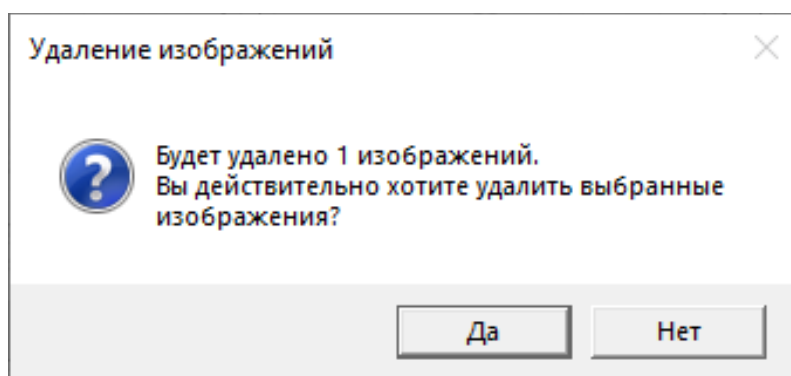 Удаление изображений
Будет удалено 1 изображений.
Вы действительно хотите удалить выбранные
изображения?
Да
Нет